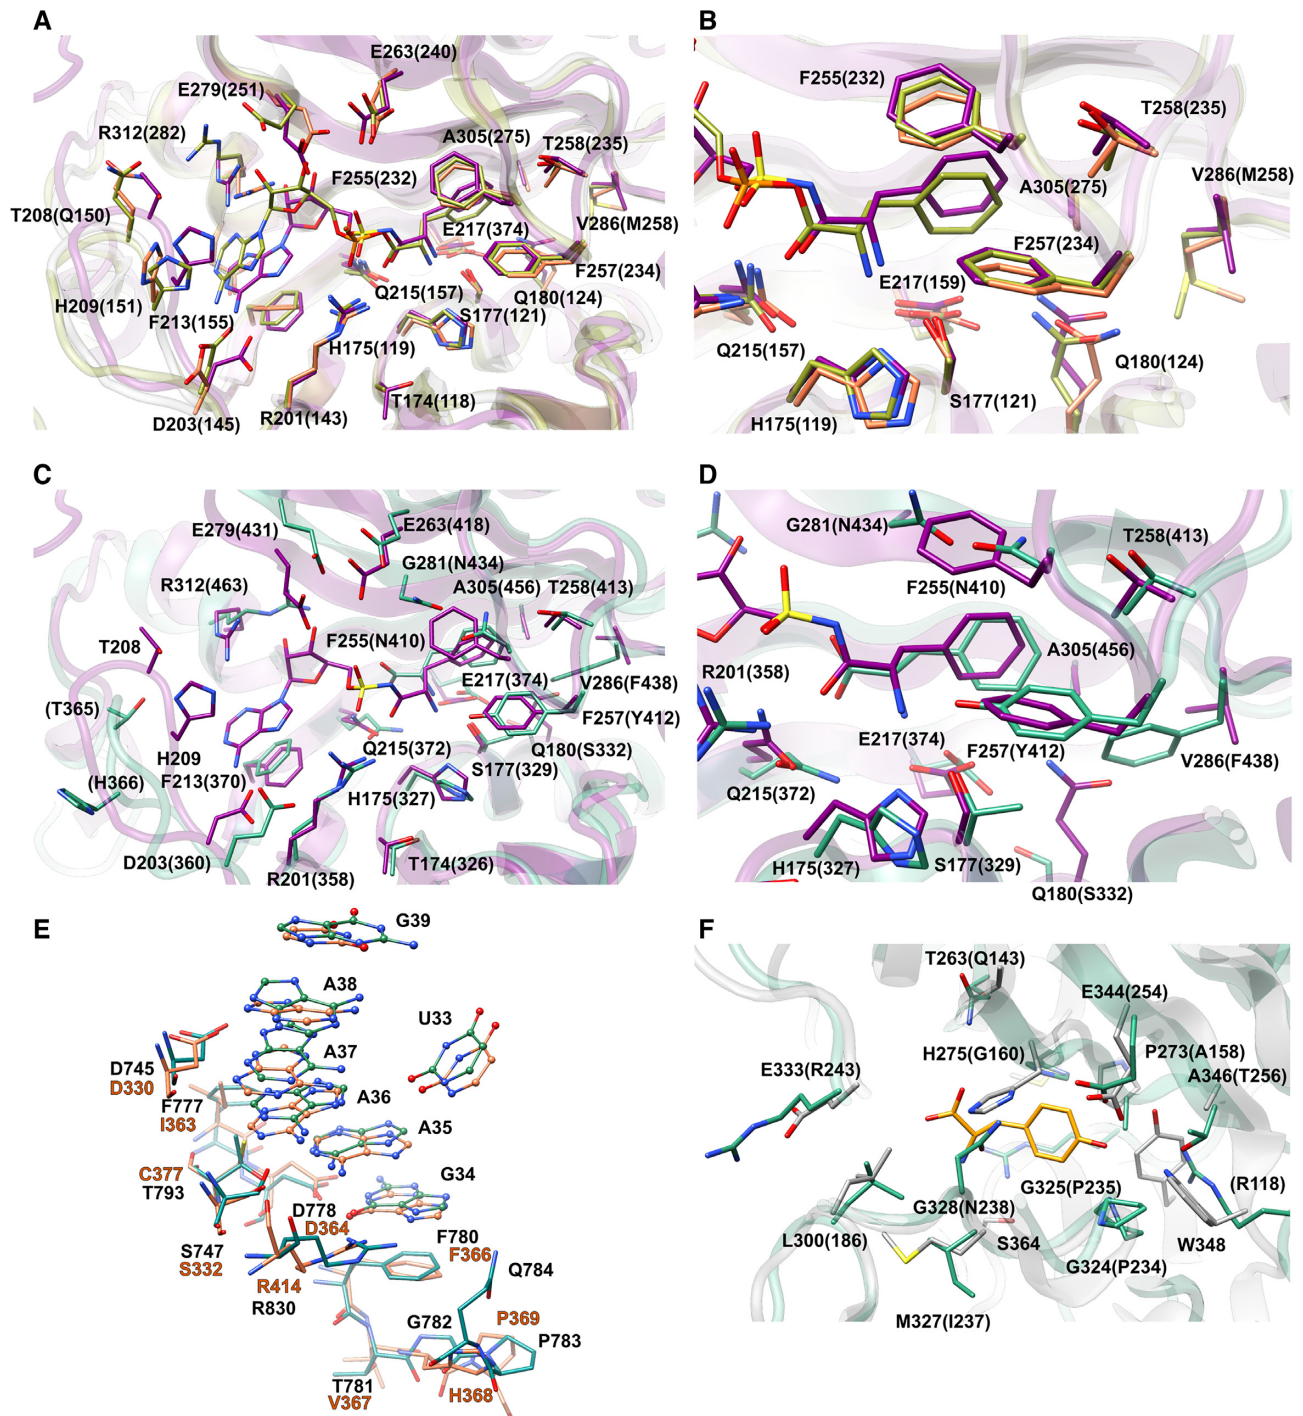 A
E263(240)
E279(251)
R312(282)
A305(275)
T258(235)
F255(232)
T208(Q150)
E217(374)
V286(M258)
F257(234)
H209(151)
Q215(157)
Q180(124)
F213(155)
S177(121)
H175(119)
T174(118)
D203(145)
R201(143)
B
F255(232)
T258(235)
V286(M258)
A305(275)
F257(234)
E217(159)
Q215(157)
Q180(124)
S177(121)
H175(119)
C
E279(431)
E263(418)
G281(N434)
R312(463)
A305(456)
T258(413)
T208
F255(N410)
E217(374)
V286(F438)
(T365)
F257(Y412)
H209
Q215(372)
Q180(S332)
F213(370)
S177(329)
(H366)
H175(327)
D203(360)
T174(326)
R201(358)
D
G281(N434)
T258(413)
F255(N410)
A305(456)
R201(358)
E217(374)
F257(Y412)
V286(F438)
Q215(372)
H175(327)
S177(329)
Q180(S332)
E
G39
A38
U33
A37
D745
D330
A36
F777
I363
A35
C377
T793
G34
D778
D364
F780
F366
S747
S332
Q784
R414
R830
G782
P369
P783
T781
V367
H368
F
T263(Q143)
E344(254)
H275(G160)
P273(A158)
E333(R243)
A346(T256)
G325(P235)
(R118)
G328(N238)
L300(186)
S364
W348
G324(P234)
M327(I237)